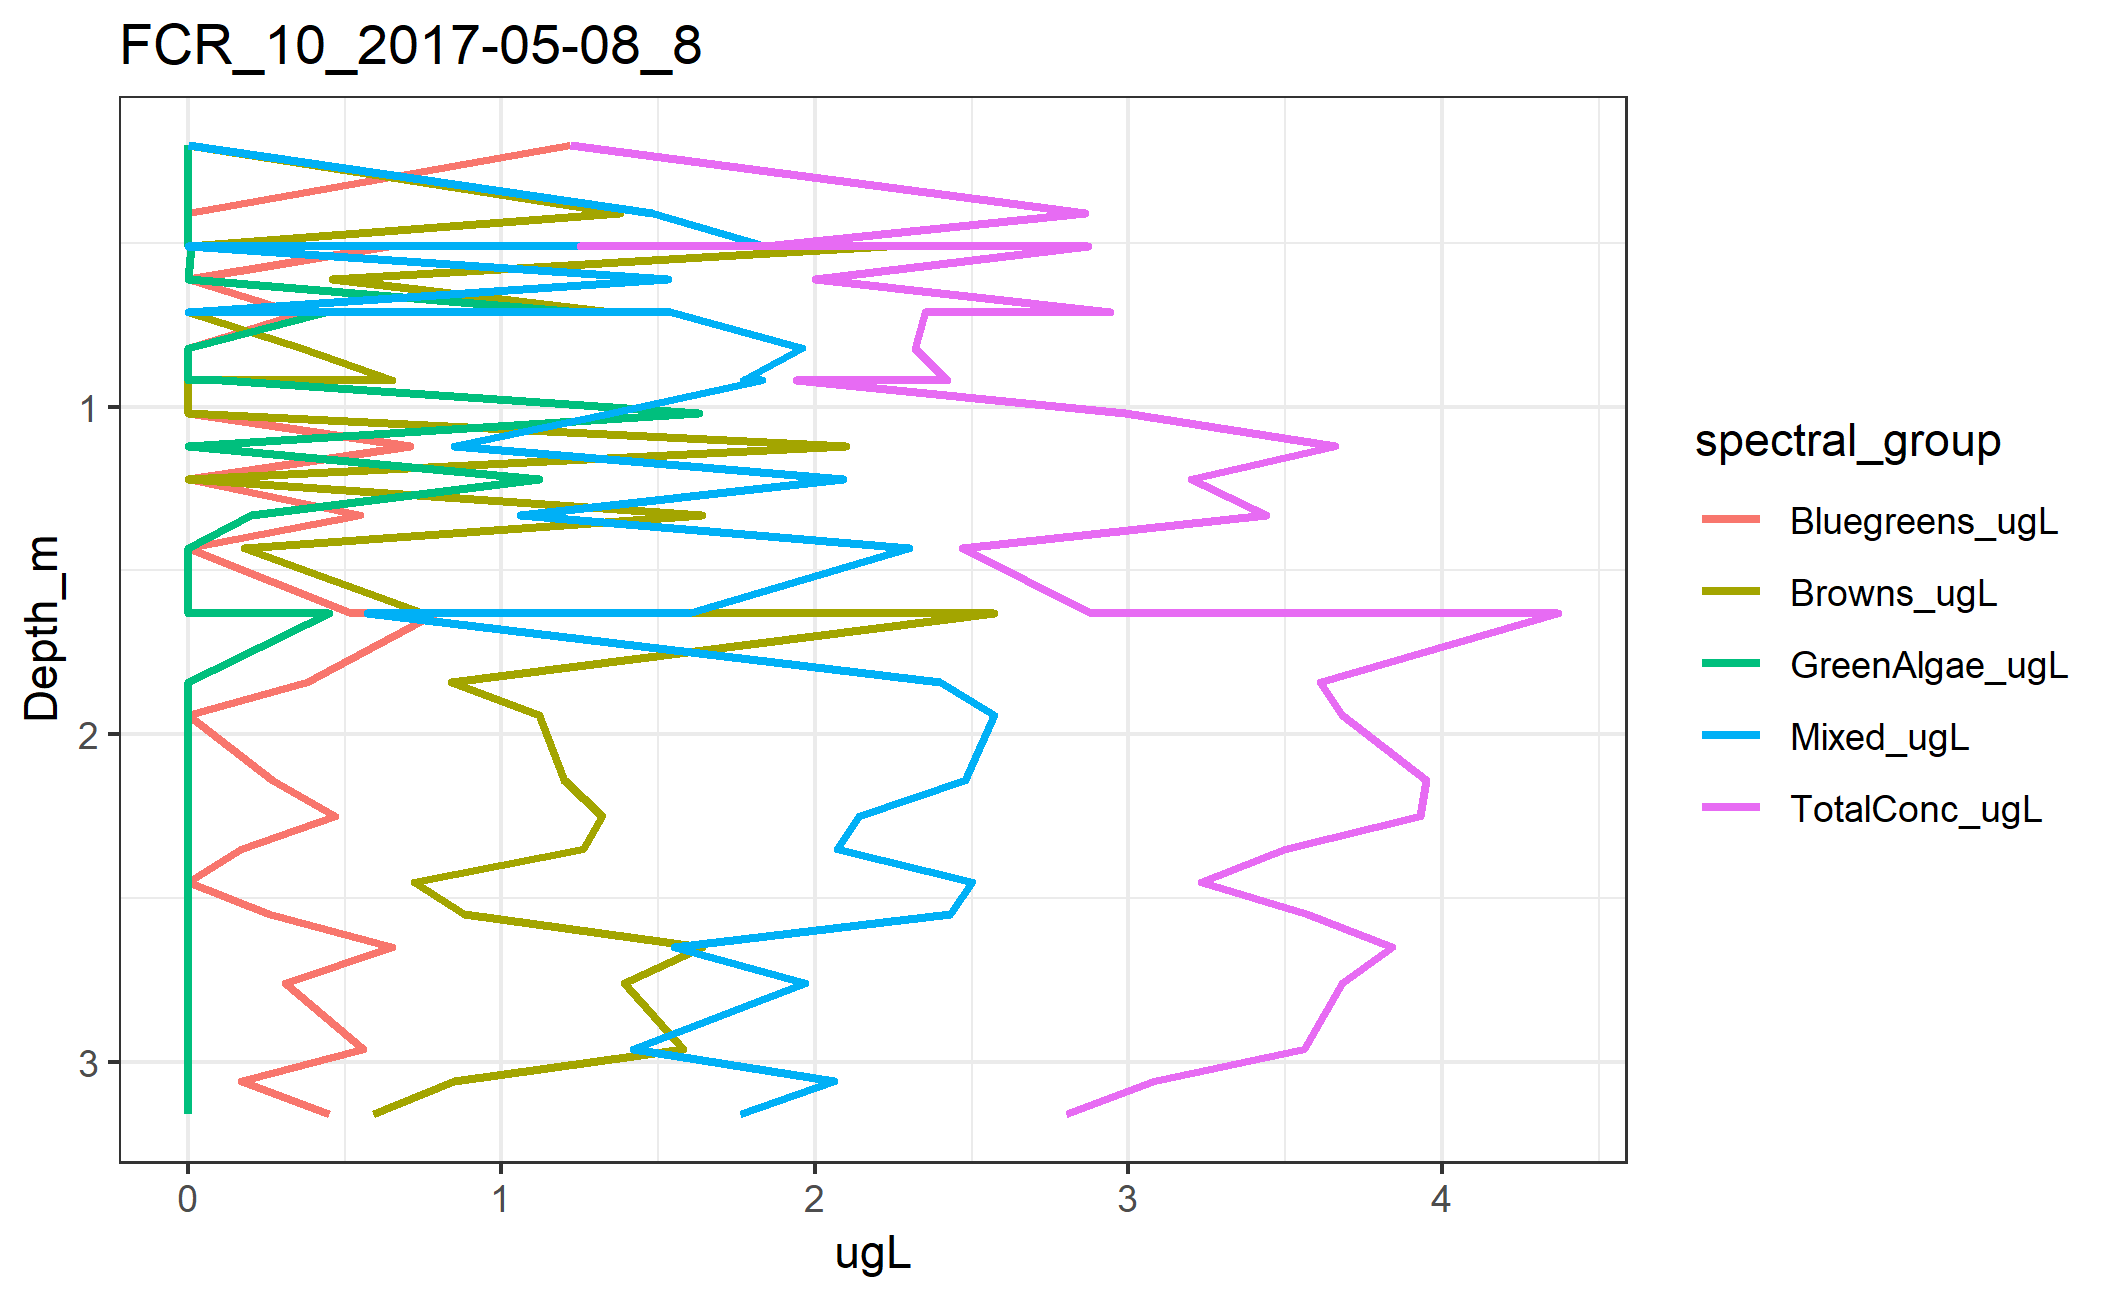 FCR_10_2017-05-08_8
Depth_m
1
2
3
0
1
2
3
4
ugL
spectral_group
Bluegreens_ugL
Browns_ugL
GreenAlgae_ugL
Mixed_ugL
TotalConc_ugL